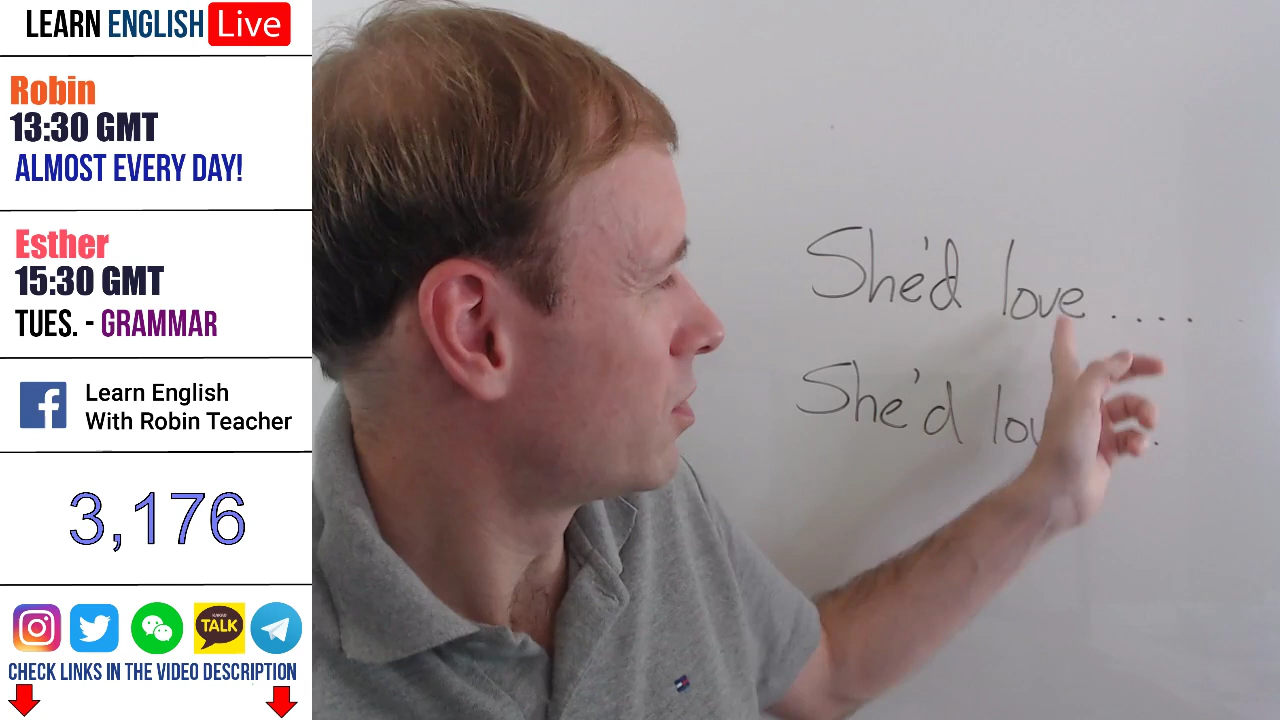 LEARN ENGLISH Live
Robin
13:30 GMT
ALMOST EVERY DAY!
Esther
15:30 GMT
TUES. - GRAMMAR
Learn English
With Robin Teacher
3,176
TALK
CHECK LINKS IN THE VIDEO DESCRIPTION
She'd love....
She'd